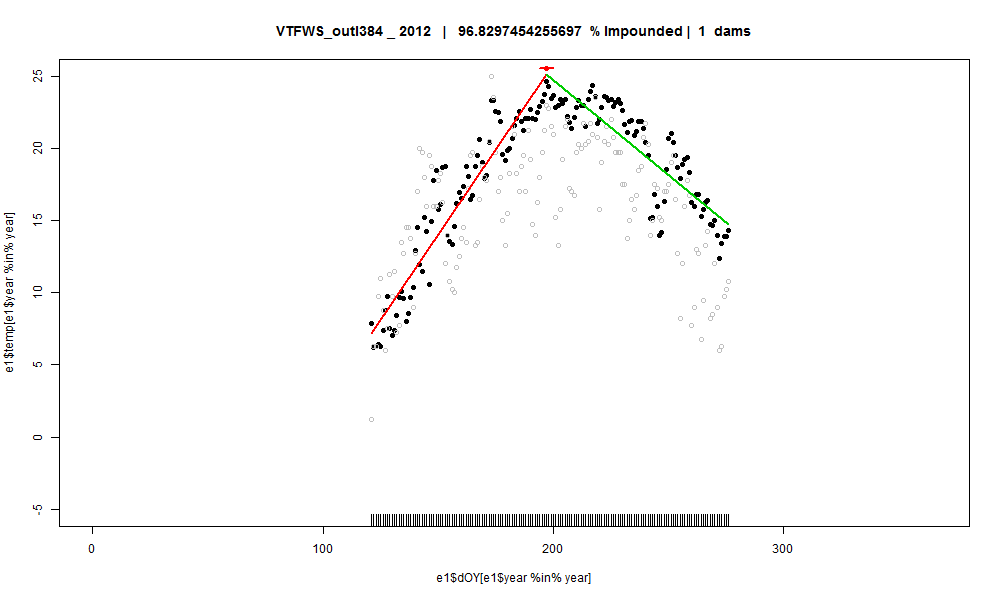 VTFWS_outl384 _ 2012 | 96.8297454255697 % Impounded | 1 dams
e1$temp[e1$year %in% year]
25
20
15
10
5
0
-5
0 100 200 300
e1$dOY[e1$year %in% year]